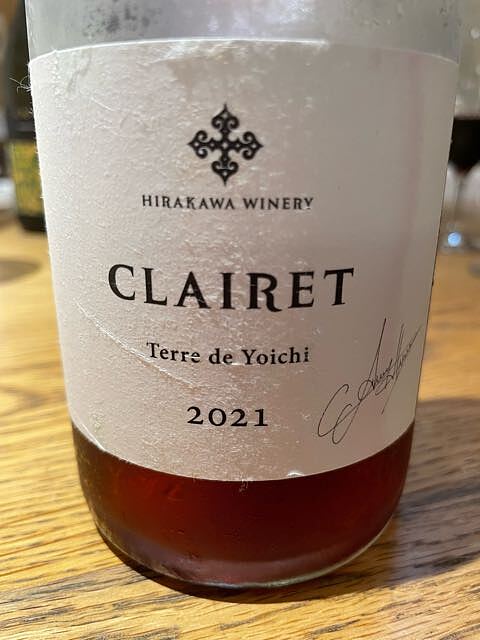 HIRAKAWA WINERY
CLAIRET
Terre de Yoichi
2021